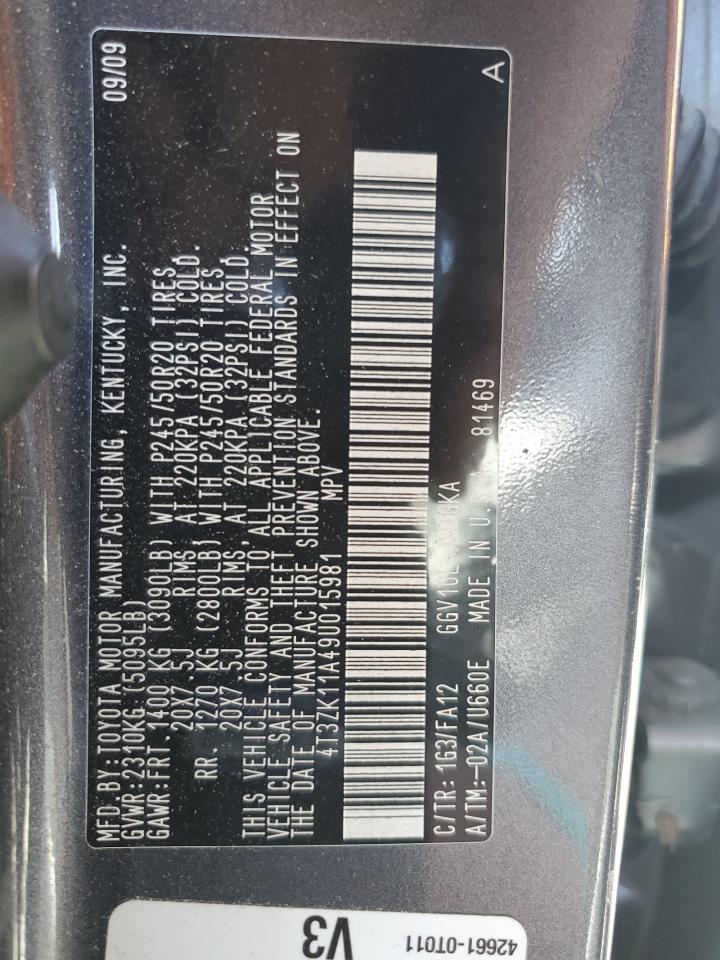 MFD. BY:TOYOTA MOTOR MANUFACTURING, KENTUCKY, INC. 09/09
GVWR:2310KG (5095LB)
GAWR:FRT 1400 KG (3090LB) WITH P245/50R20 TIRES,
20X7.5J RIMS, AT 220KPA (32PSI) COLD.
RR. 1270 KG (2800LB) WITH P245/50R20 TIRES,
20X7.5J RIMS, AT 220KPA (32PSI) COLD.
THIS VEHICLE CONFORMS TO ALL APPLICABLE FEDERAL MOTOR
VEHICLE SAFETY AND THEFT PREVENTION STANDARDS IN EFFECT ON
THE DATE OF MANUFACTURE SHOWN ABOVE.
4T3ZK11A49U015981 MPV
C/TR: 1G3/FA12
A/TM:-02A/U660E MADE IN 81469 A
42661-0T011
V3